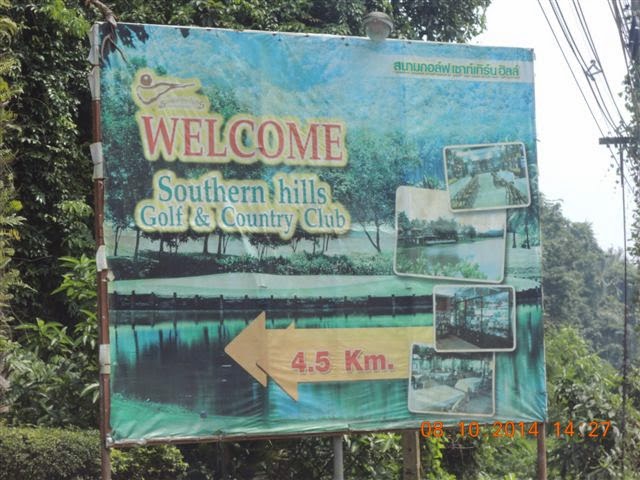 สนามกอล์ฟ เซาท์เทิร์น ฮิลล์
WELCOME
Southern hills
Golf & Country Club
4.5 Km.
08 10 2014 14 27